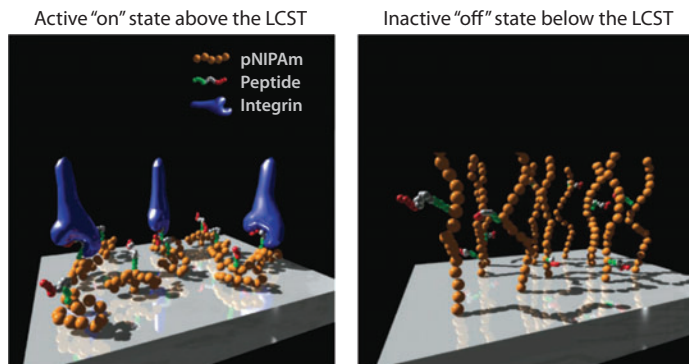 Active “on” state above the LCST
Inactive “off” state below the LCST
pNIPAm
Peptide
Integrin